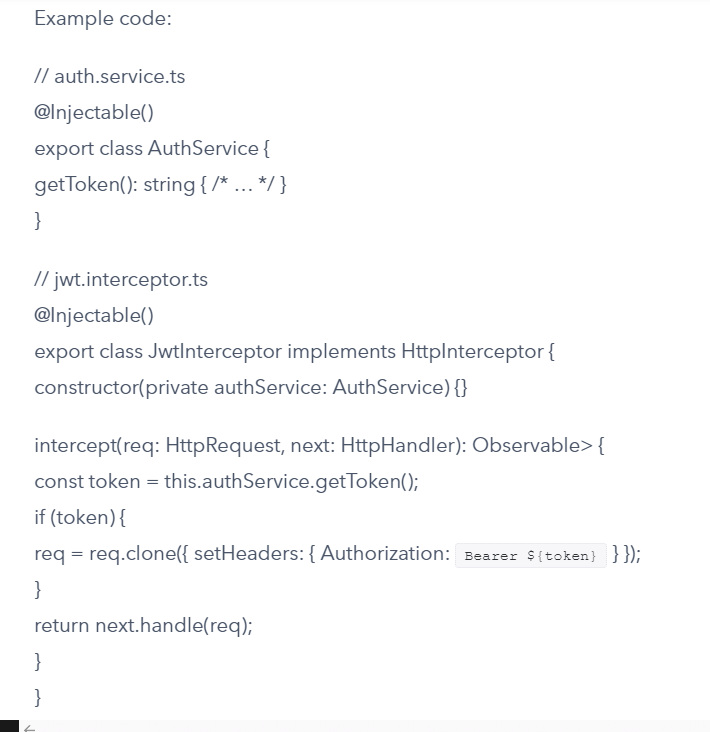 Example code:
// auth.service.ts
@Injectable()
export class AuthService {
getToken(): string { /* … */ }
}
// jwt.interceptor.ts
@Injectable()
export class JwtInterceptor implements HttpInterceptor {
constructor(private authService: AuthService) {}
intercept(req: HttpRequest, next: HttpHandler): Observable> {
const token = this.authService.getToken();
if (token) {
req = req.clone({ setHeaders: { Authorization: Bearer ${token} } });
}
return next.handle(req);
}
}